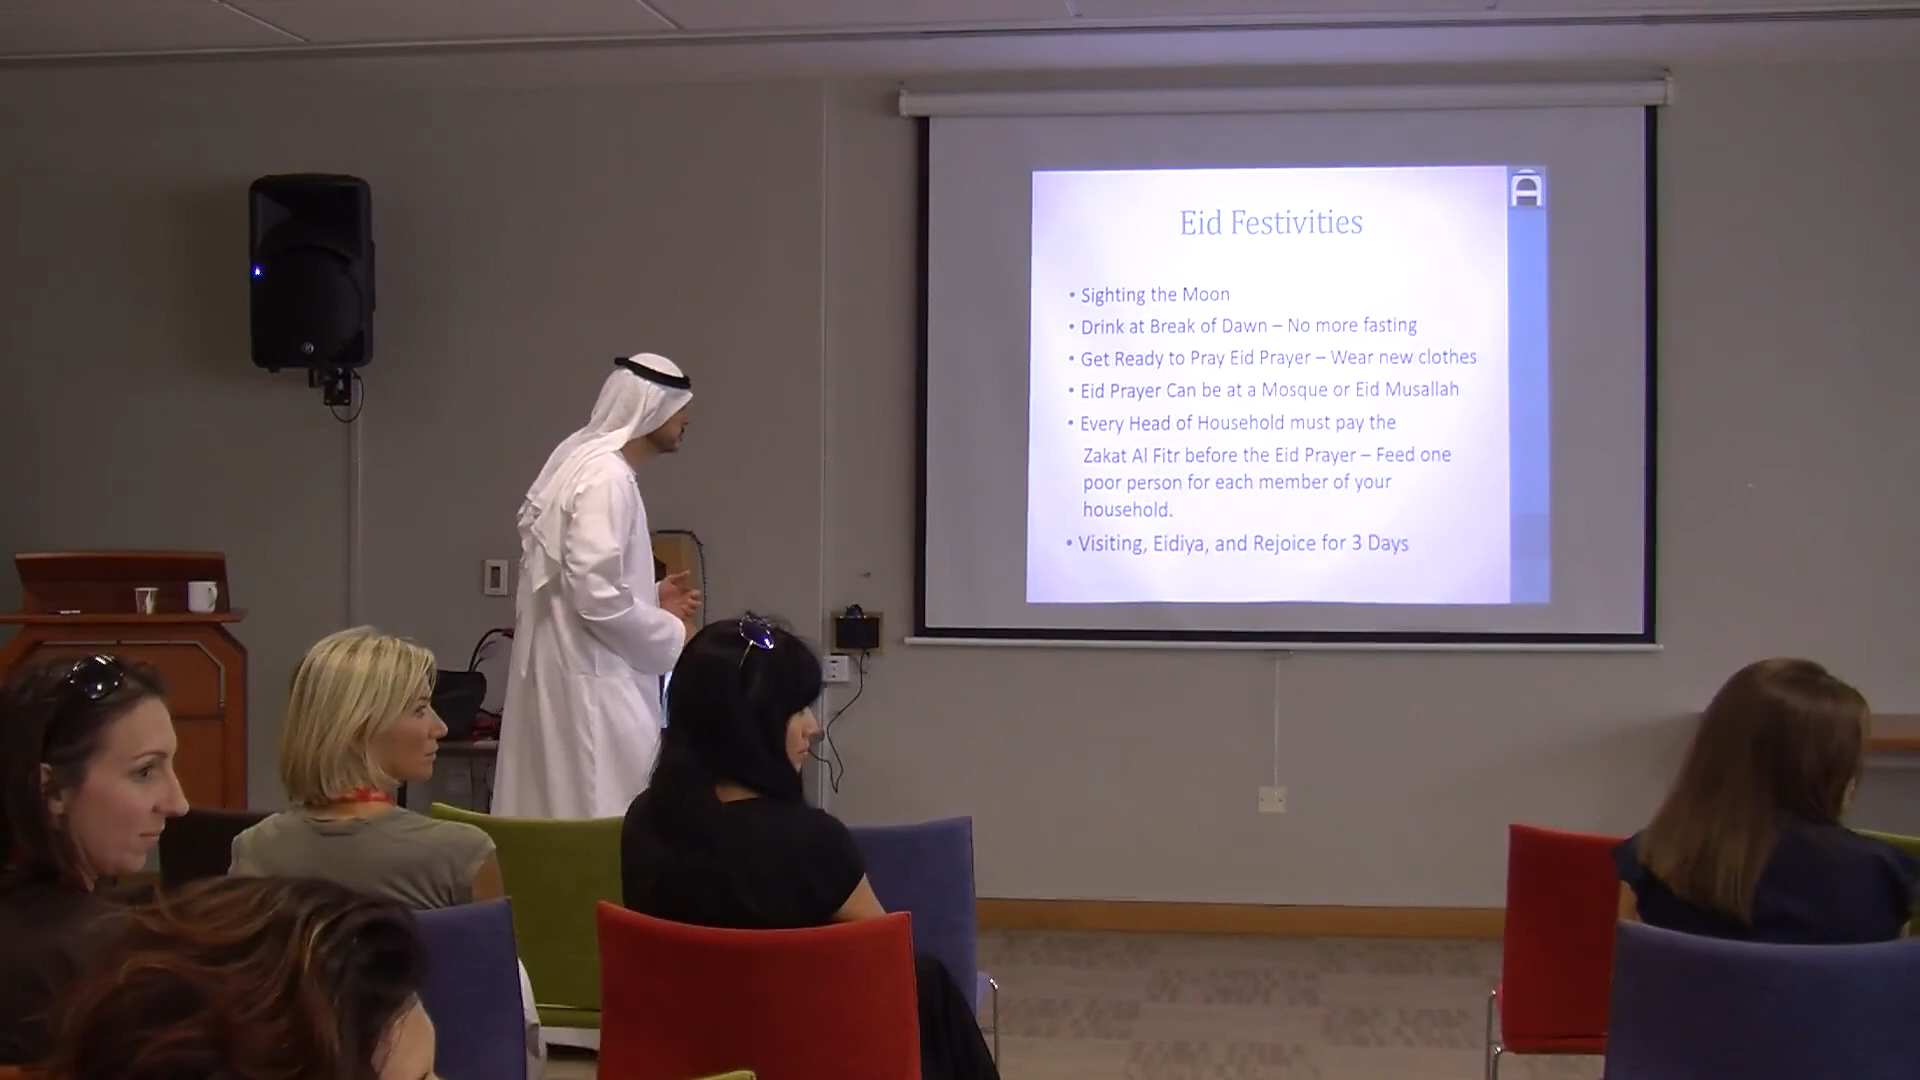 Eid Festivities
• Sighting the Moon
• Drink at Break of Dawn – No more fasting
• Get Ready to Pray Eid Prayer – Wear new clothes
• Eid Prayer Can be at a Mosque or Eid Musallah
• Every Head of Household must pay the
Zakat Al Fitr before the Eid Prayer – Feed one
poor person for each member of your
household.
• Visiting, Eidiya, and Rejoice for 3 Days